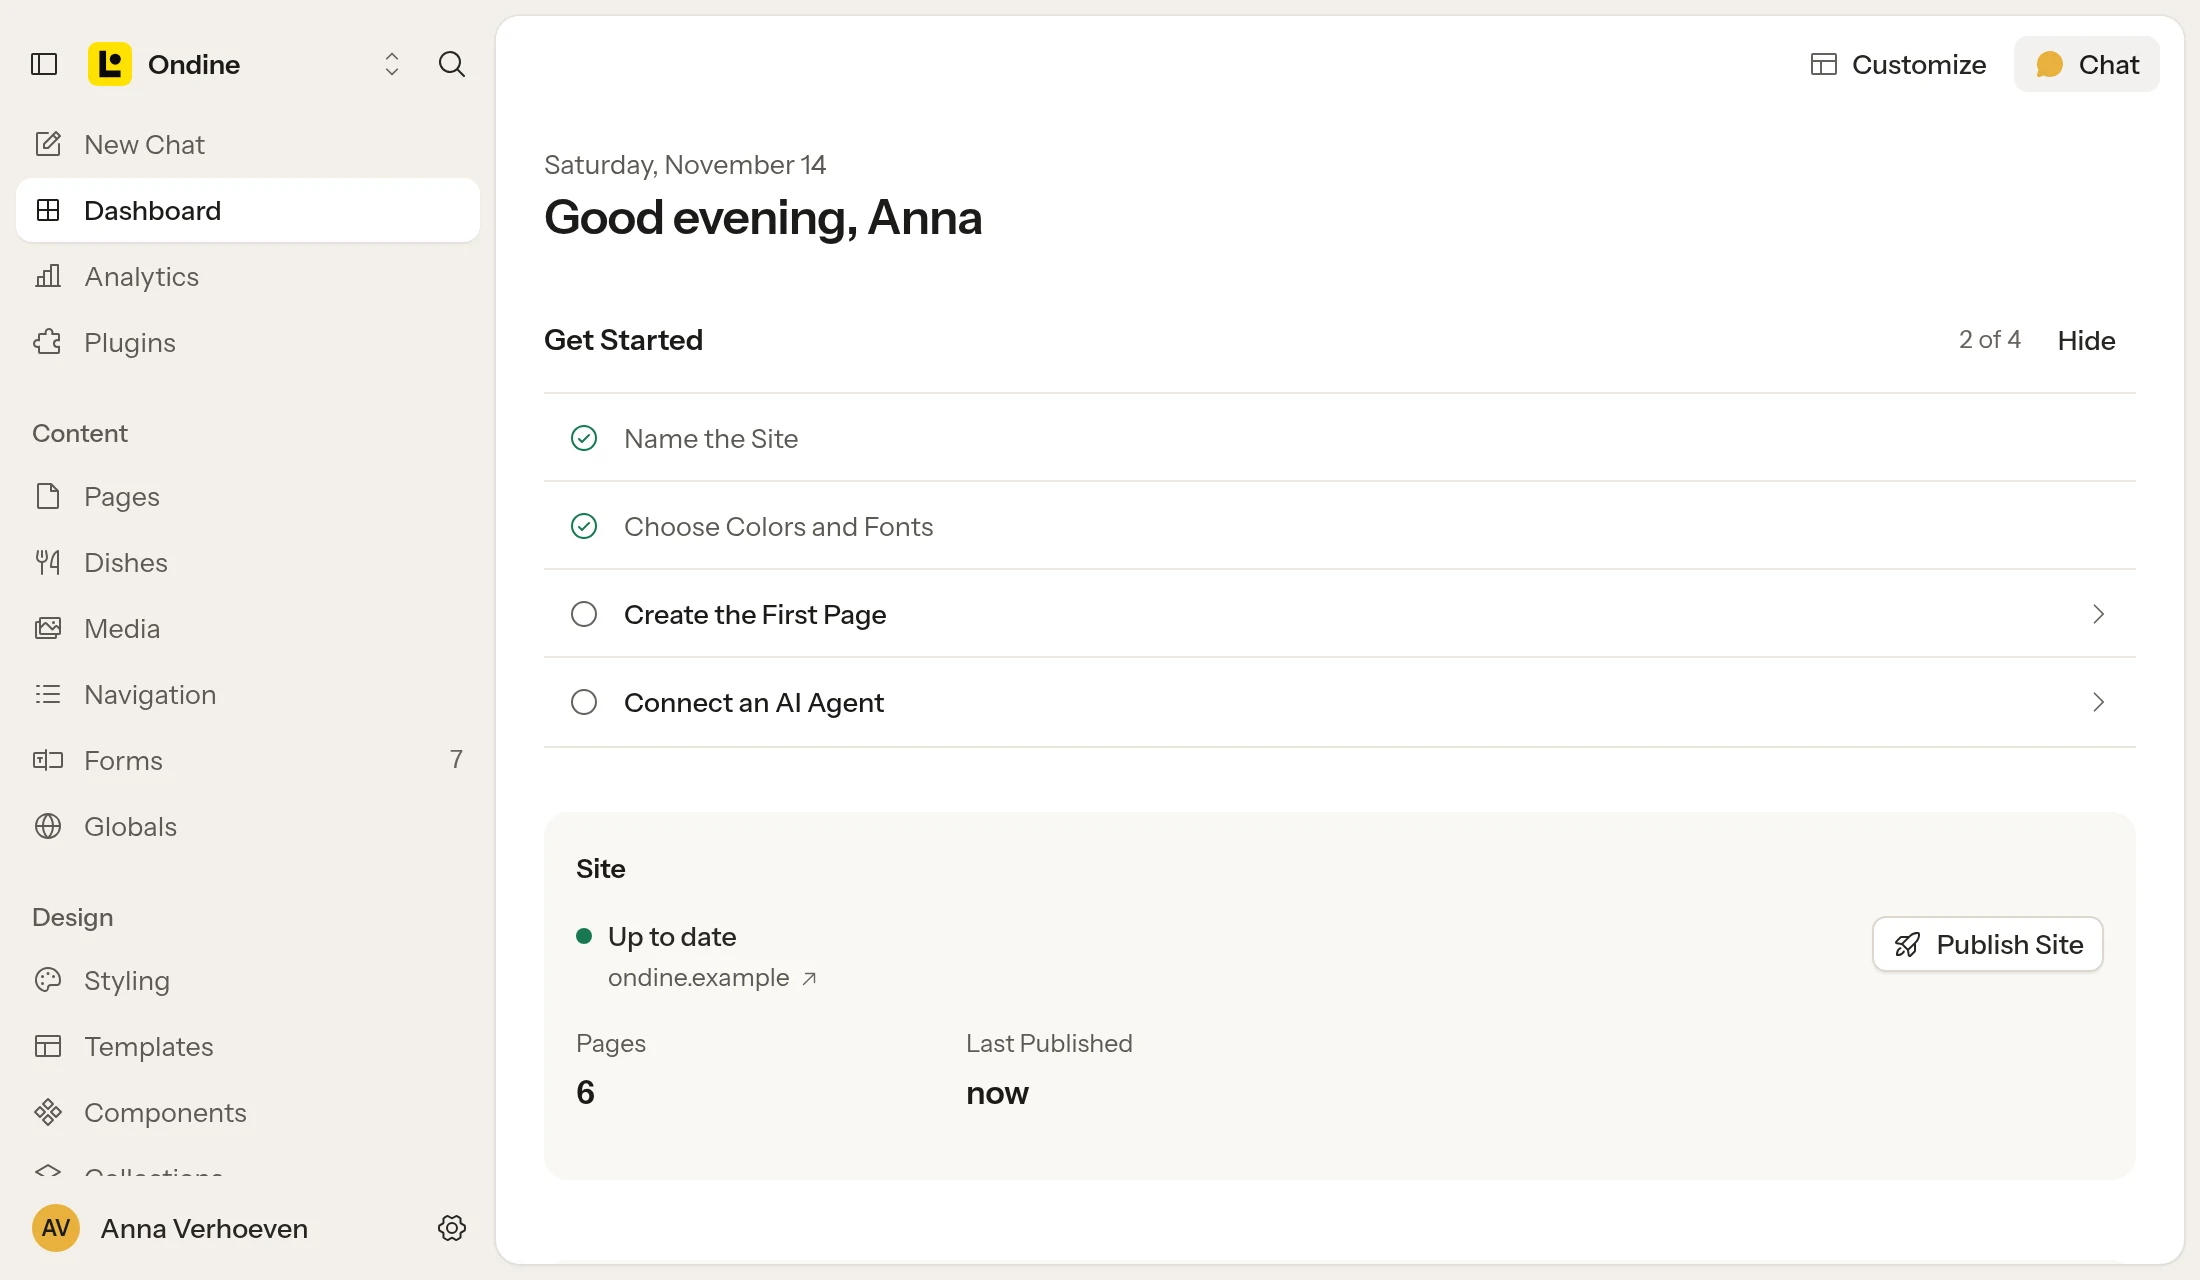 Ondine
New Chat
Dashboard
Analytics
Plugins
Content
Pages
Dishes
Media
Navigation
Forms 7
Globals
Design
Styling
Templates
Components
Collections
AV Anna Verhoeven
Customize
Chat
Saturday, November 14
Good evening, Anna
Get Started
2 of 4 Hide
Name the Site
Choose Colors and Fonts
Create the First Page
Connect an AI Agent
Site
Up to date
ondine.example
Publish Site
Pages
6
Last Published
now